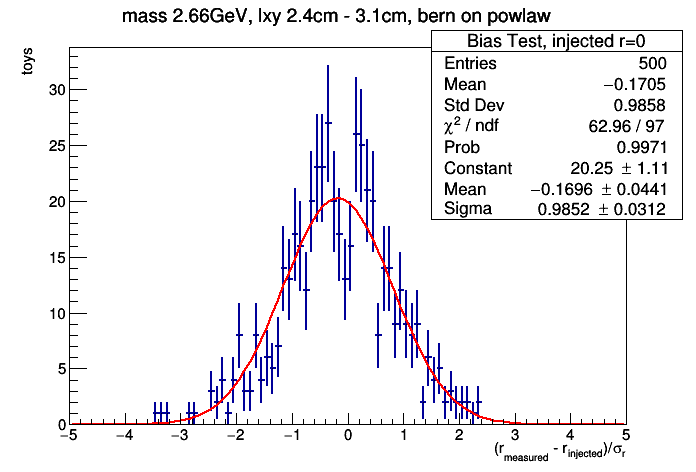 mass 2.66GeV, lxy 2.4cm - 3.1cm, bern on powlaw
toys
Bias Test, injected r=0
Entries 500
Mean −0.1705
Std Dev 0.9858
χ² / ndf 62.96 / 97
Prob 0.9971
Constant 20.25 ± 1.11
Mean −0.1696 ± 0.0441
Sigma 0.9852 ± 0.0312
30
25
20
15
10
5
0
−5 −4 −3 −2 −1 0 1 2 3 4 5
(r_measured - r_injected)/σ_r